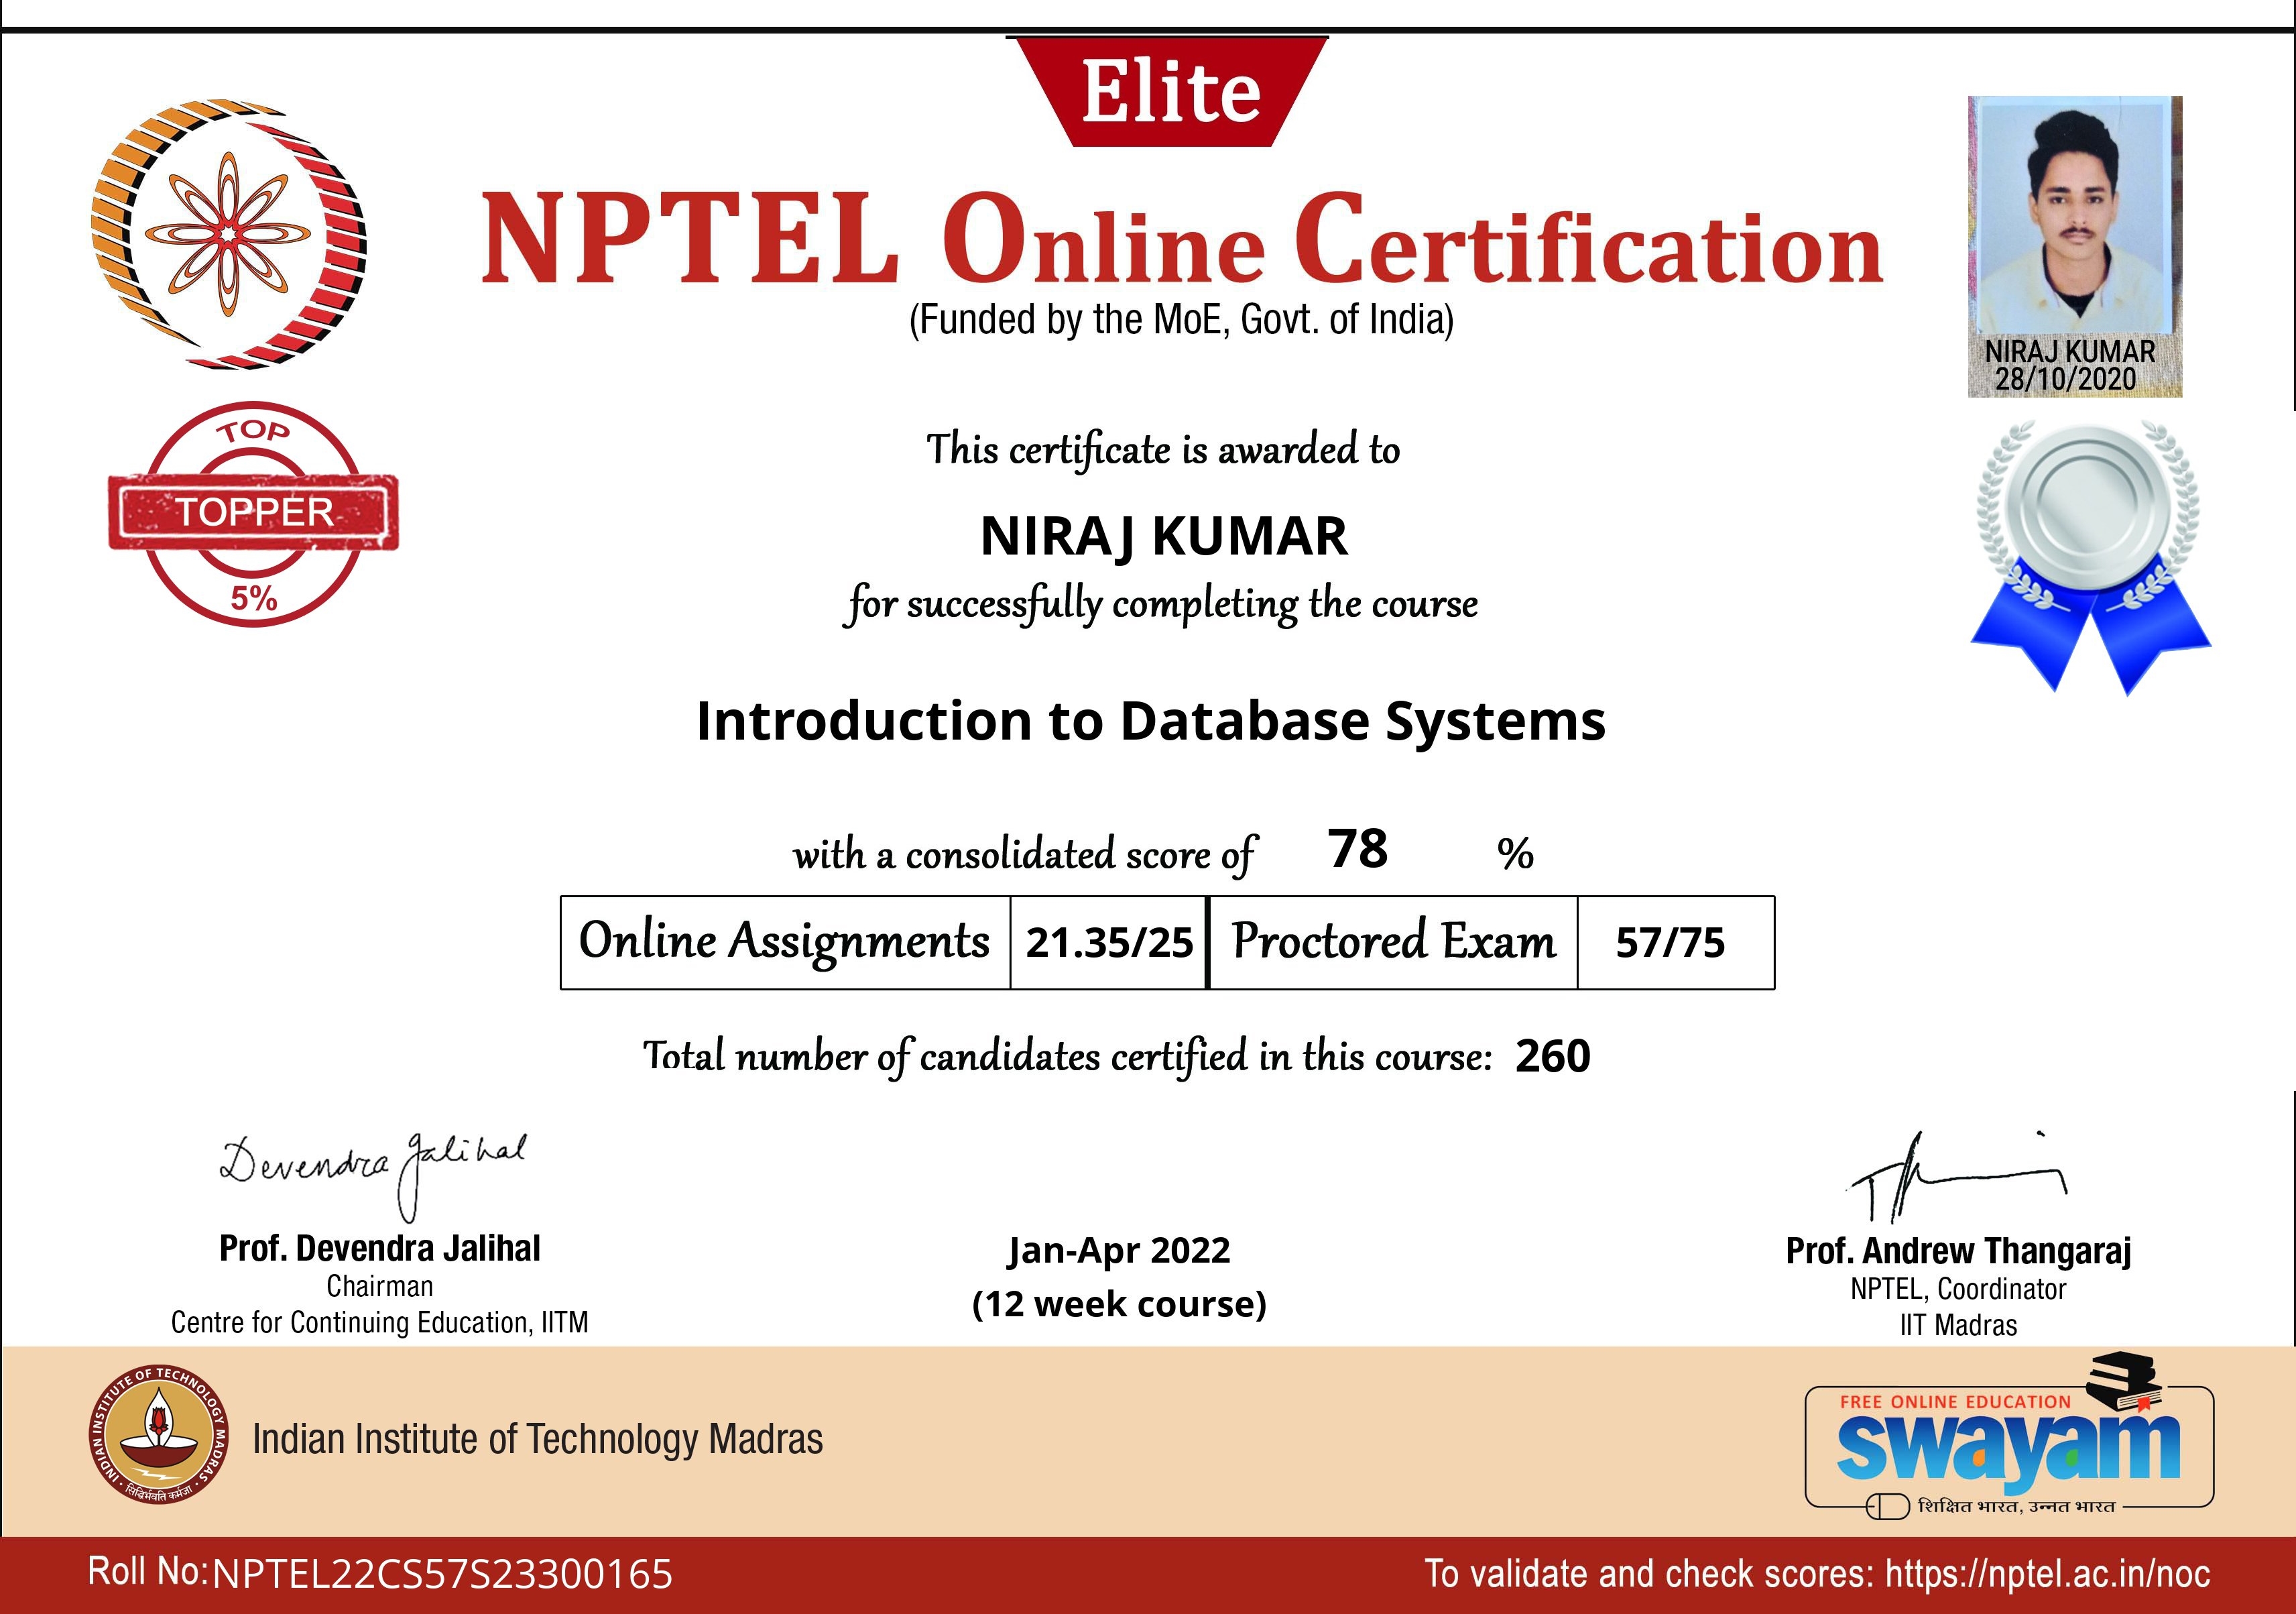 Elite
NPTEL Online Certification
(Funded by the MoE, Govt. of India)
NIRAJ KUMAR
28/10/2020
TOP
TOPPER
5%
This certificate is awarded to
NIRAJ KUMAR
for successfully completing the course
Introduction to Database Systems
with a consolidated score of 78 %
Online Assignments 21.35/25 Proctored Exam 57/75
Total number of candidates certified in this course: 260
Devendra Jalihal
Prof. Devendra Jalihal
Chairman
Centre for Continuing Education, IITM
Jan-Apr 2022
(12 week course)
Prof. Andrew Thangaraj
NPTEL, Coordinator
IIT Madras
INDIAN INSTITUTE OF TECHNOLOGY MADRAS
सिद्धिर्भवति कर्मजा
Indian Institute of Technology Madras
FREE ONLINE EDUCATION
swayam
शिक्षित भारत, उन्नत भारत
Roll No:NPTEL22CS57S23300165
To validate and check scores: https://nptel.ac.in/noc